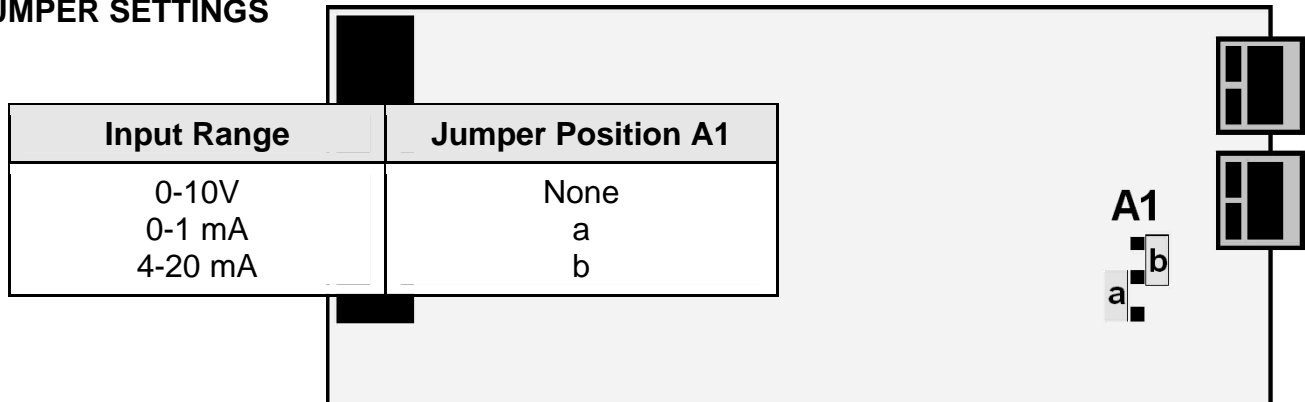 JUMPER SETTINGS
Input Range Jumper Position A1
0-10V None
0-1 mA a
4-20 mA b
A1
b
a